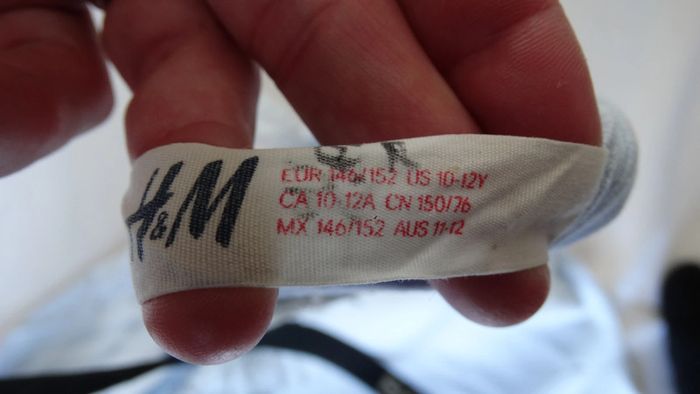 H&M
EUR 146/152 US 10-12Y
CA 10-12A CN 150/76
MX 146/152 AUS 11-12